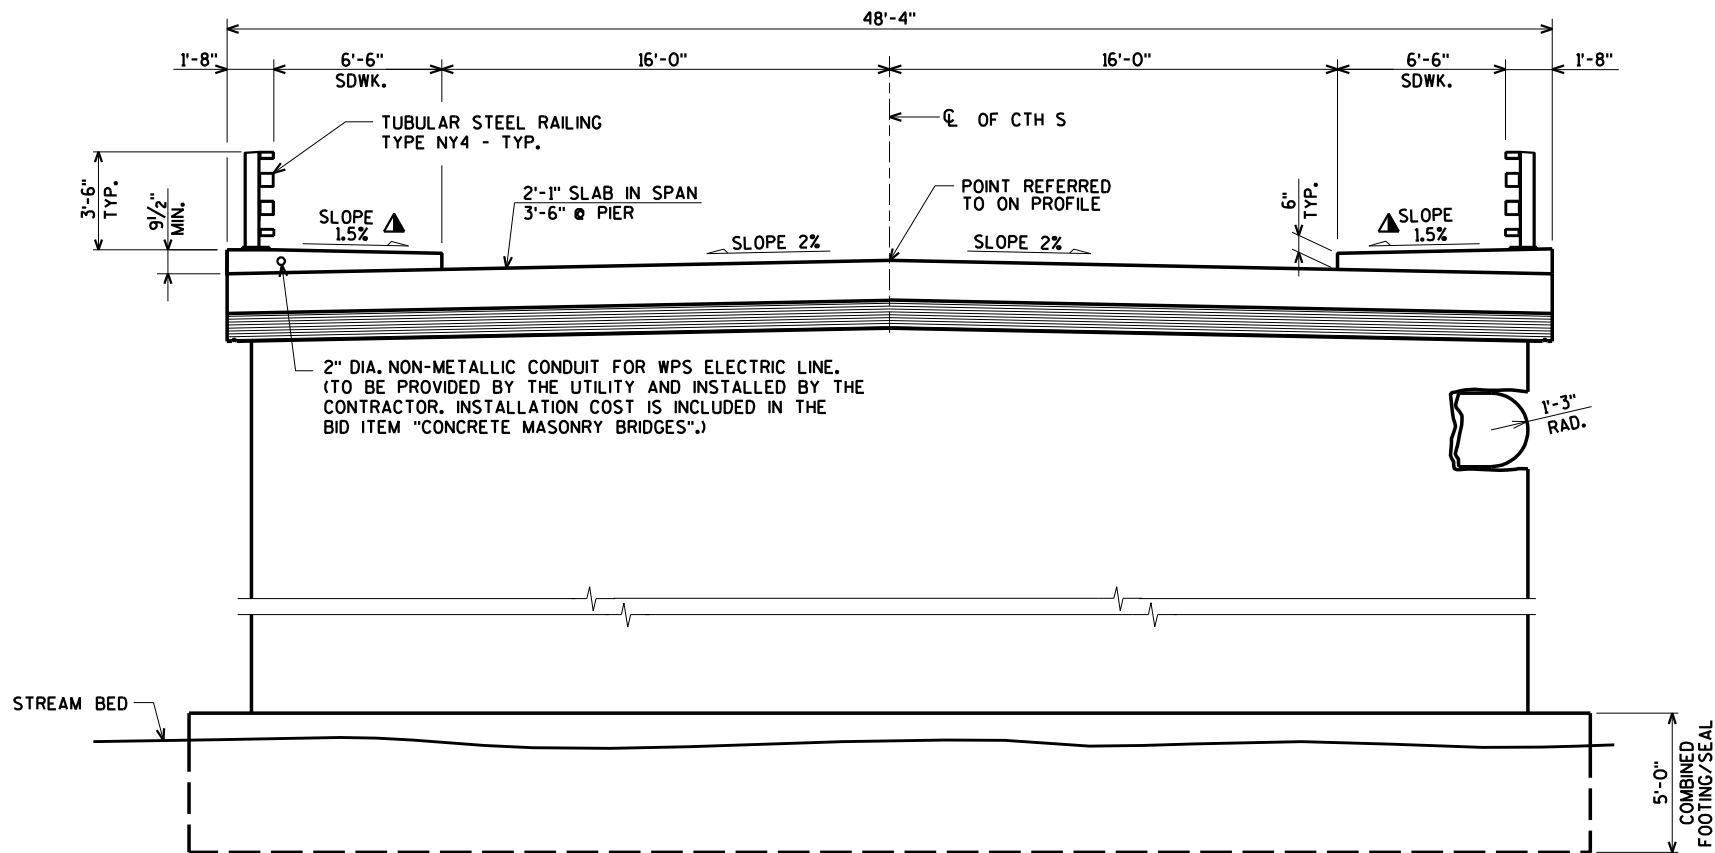 48'-4"
1'-8"
6'-6"
SDWK.
16'-0"
16'-0"
6'-6"
SDWK.
1'-8"
TUBULAR STEEL RAILING
TYPE NY4 - TYP.
℄ OF CTH S
3'-6"
TYP.
9½"
MIN.
SLOPE
1.5%
2'-1" SLAB IN SPAN
3'-6" @ PIER
POINT REFERRED
TO ON PROFILE
SLOPE 2%
SLOPE 2%
6"
TYP.
SLOPE
1.5%
2" DIA. NON-METALLIC CONDUIT FOR WPS ELECTRIC LINE.
(TO BE PROVIDED BY THE UTILITY AND INSTALLED BY THE
CONTRACTOR. INSTALLATION COST IS INCLUDED IN THE
BID ITEM "CONCRETE MASONRY BRIDGES".)
1'-3"
RAD.
STREAM BED
5'-0"
COMBINED
FOOTING/SEAL